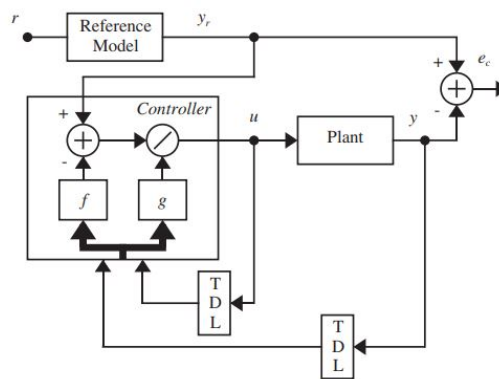 r
Reference
Model
y_r
+
-
e_c
Controller
+
-
u
Plant
y
f
g
T
D
L
T
D
L